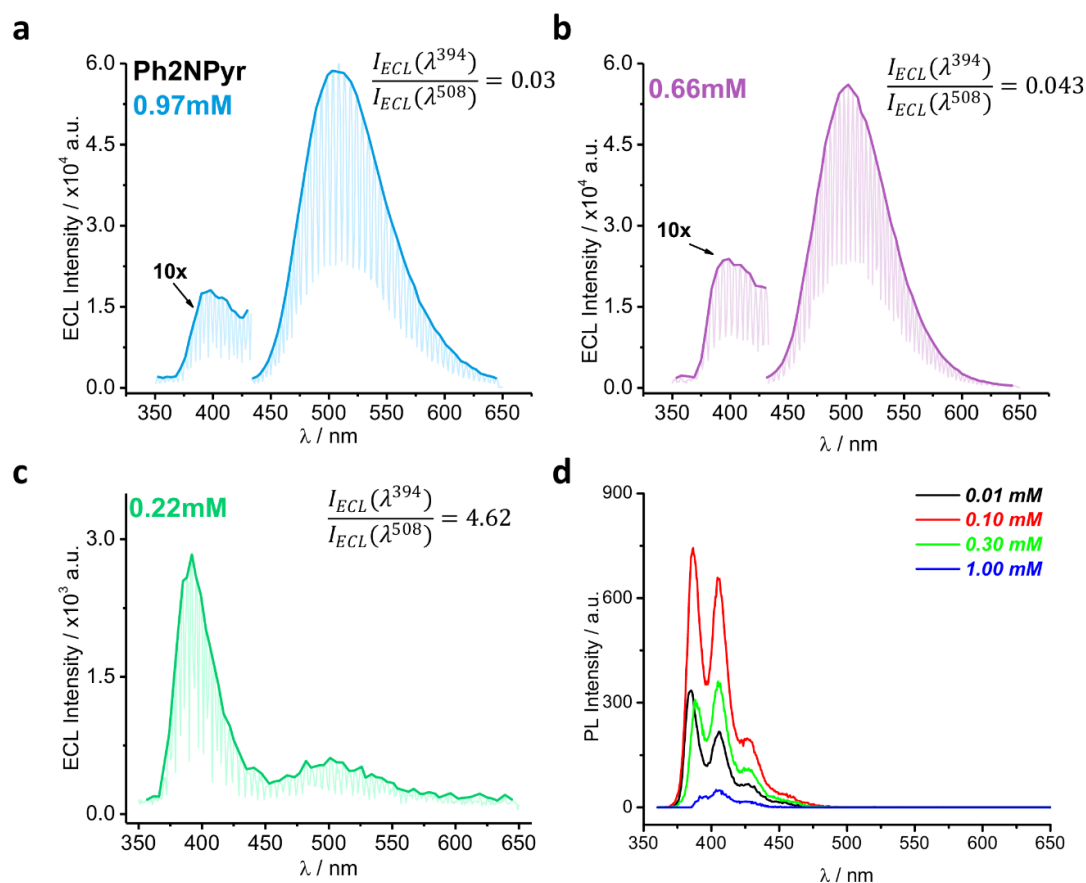 a
Ph2NPyr
0.97mM
I_ECL(λ^394)
I_ECL(λ^508) = 0.03
10x
ECL Intensity / x10^4 a.u.
6.0
4.5
3.0
1.5
0.0
350 400 450 500 550 600 650
λ / nm
b
0.66mM
I_ECL(λ^394)
I_ECL(λ^508) = 0.043
10x
ECL Intensity / x10^4 a.u.
6.0
4.5
3.0
1.5
0.0
350 400 450 500 550 600 650
λ / nm
c
0.22mM
I_ECL(λ^394)
I_ECL(λ^508) = 4.62
ECL Intensity / x10^3 a.u.
3.0
1.5
0.0
350 400 450 500 550 600 650
λ / nm
d
0.01 mM
0.10 mM
0.30 mM
1.00 mM
PL Intensity / a.u.
900
600
300
0
350 400 450 500 550 600 650
λ / nm